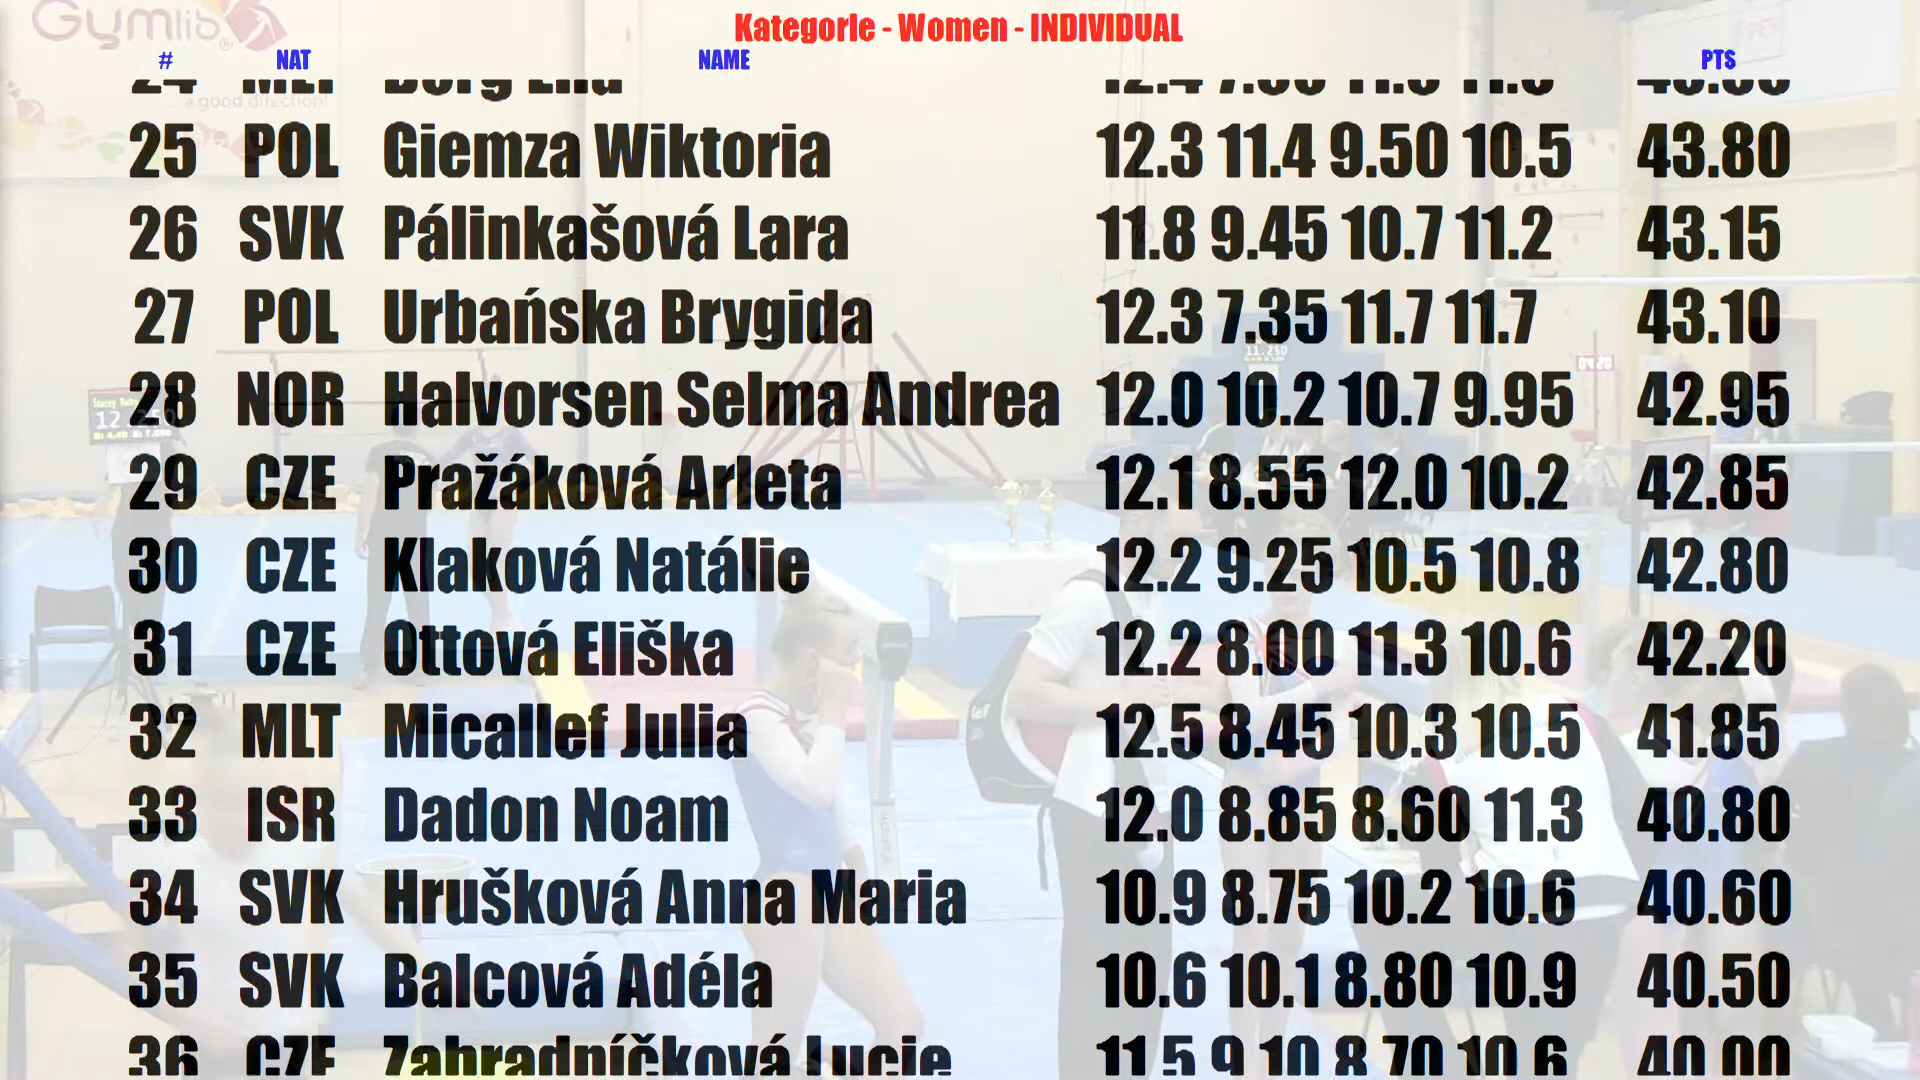 Gymlib®
Kategorie - Women - INDIVIDUAL
# NAT NAME PTS
... a good direction!
25 POL Giemza Wiktoria 12.3 11.4 9.50 10.5 43.80
26 SVK Pálinkašová Lara 11.8 9.45 10.7 11.2 43.15
27 POL Urbańska Brygida 12.3 7.35 11.7 11.7 43.10
28 NOR Halvorsen Selma Andrea 12.0 10.2 10.7 9.95 42.95
29 CZE Pražáková Arleta 12.1 8.55 12.0 10.2 42.85
30 CZE Klaková Natálie 12.2 9.25 10.5 10.8 42.80
31 CZE Ottová Eliška 12.2 8.00 11.3 10.6 42.20
32 MLT Micallef Julia 12.5 8.45 10.3 10.5 41.85
33 ISR Dadon Noam 12.0 8.85 8.60 11.3 40.80
34 SVK Hrušková Anna Maria 10.9 8.75 10.2 10.6 40.60
35 SVK Balcová Adéla 10.6 10.1 8.80 10.9 40.50
36 CZE Zahradníčková Lucie 11.5 9.10 8.70 10.6 40.00